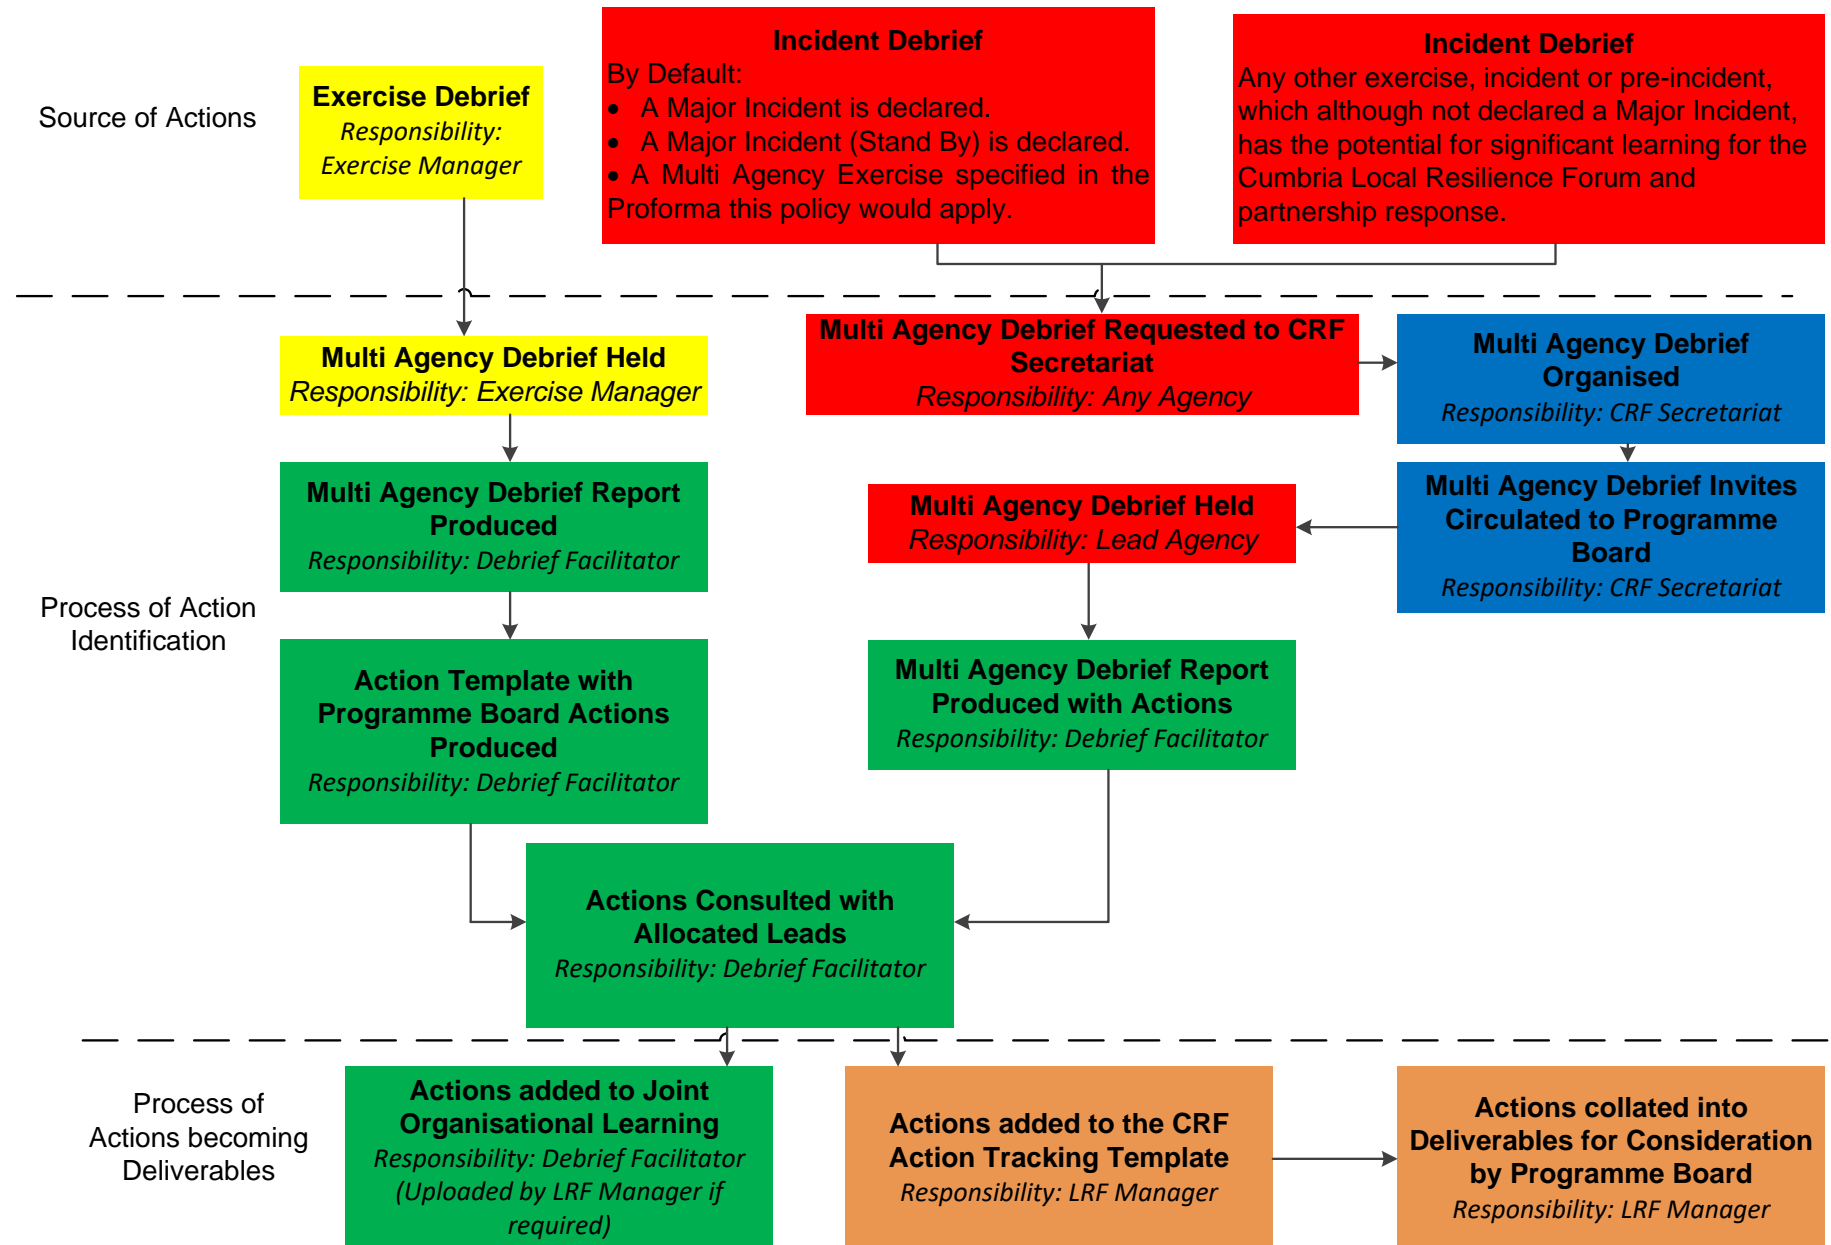 Source of Actions
Exercise Debrief
Responsibility:
Exercise Manager
Incident Debrief
By Default:
• A Major Incident is declared.
• A Major Incident (Stand By) is declared.
• A Multi Agency Exercise specified in the
Proforma this policy would apply.
Incident Debrief
Any other exercise, incident or pre-incident,
which although not declared a Major Incident,
has the potential for significant learning for the
Cumbria Local Resilience Forum and
partnership response.
Process of Action
Identification
Multi Agency Debrief Held
Responsibility: Exercise Manager
Multi Agency Debrief Report
Produced
Responsibility: Debrief Facilitator
Action Template with
Programme Board Actions
Produced
Responsibility: Debrief Facilitator
Multi Agency Debrief Requested to CRF
Secretariat
Responsibility: Any Agency
Multi Agency Debrief
Organised
Responsibility: CRF Secretariat
Multi Agency Debrief Invites
Circulated to Programme
Board
Responsibility: CRF Secretariat
Multi Agency Debrief Held
Responsibility: Lead Agency
Multi Agency Debrief Report
Produced with Actions
Responsibility: Debrief Facilitator
Actions Consulted with
Allocated Leads
Responsibility: Debrief Facilitator
Process of
Actions becoming
Deliverables
Actions added to Joint
Organisational Learning
Responsibility: Debrief Facilitator
(Uploaded by LRF Manager if
required)
Actions added to the CRF
Action Tracking Template
Responsibility: LRF Manager
Actions collated into
Deliverables for Consideration
by Programme Board
Responsibility: LRF Manager